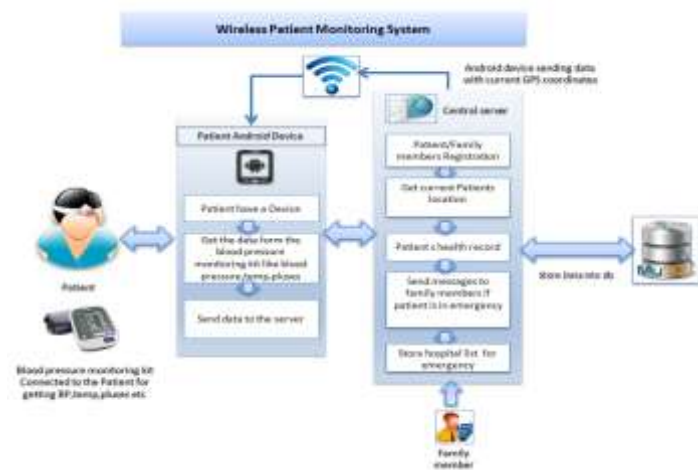 Wireless Patient Monitoring System
Android device sending data
with current GPS coordinates
Central server
Patient Android Device
Patient/Family
members Registration
Get current Patients
location
Patient have a Device
Get the data form the
blood pressure
monitoring kit like blood
pressure,temp,pluses
Patient's health record
Send messages to
family members if
patient is in emergency
Send data to the server
Store hospital list for
emergency
Patient
Store Data into db
My
Blood pressure monitoring kit
Connected to the Patient for
getting BP,temp,pluses etc
Family
member